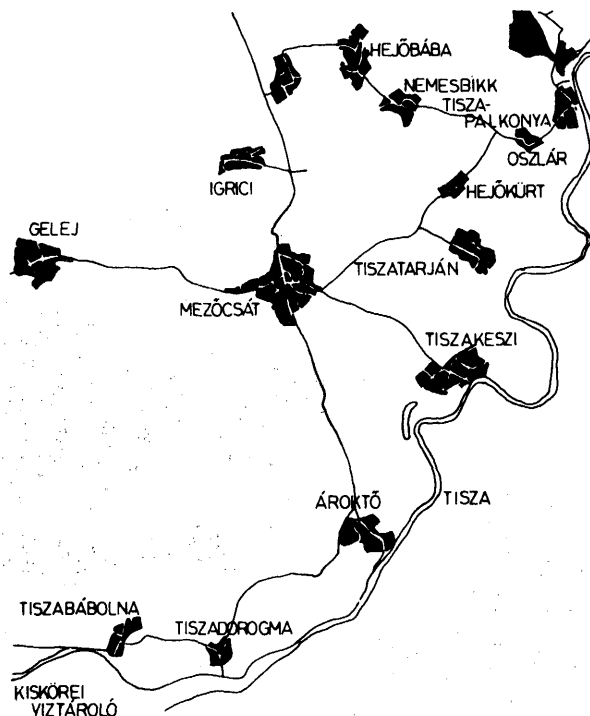 HEJŐBÁBA
NEMESBIKK
TISZA-
PALKONYA
OSZLÁR
IGRICI
HEJŐKÜRT
GELEJ
TISZATARJÁN
MEZŐCSÁT
TISZAKESZI
ÁROKTŐ
TISZA
TISZABÁBOLNA
TISZADOROGMA
KISKÖREI
VIZTÁROLÓ